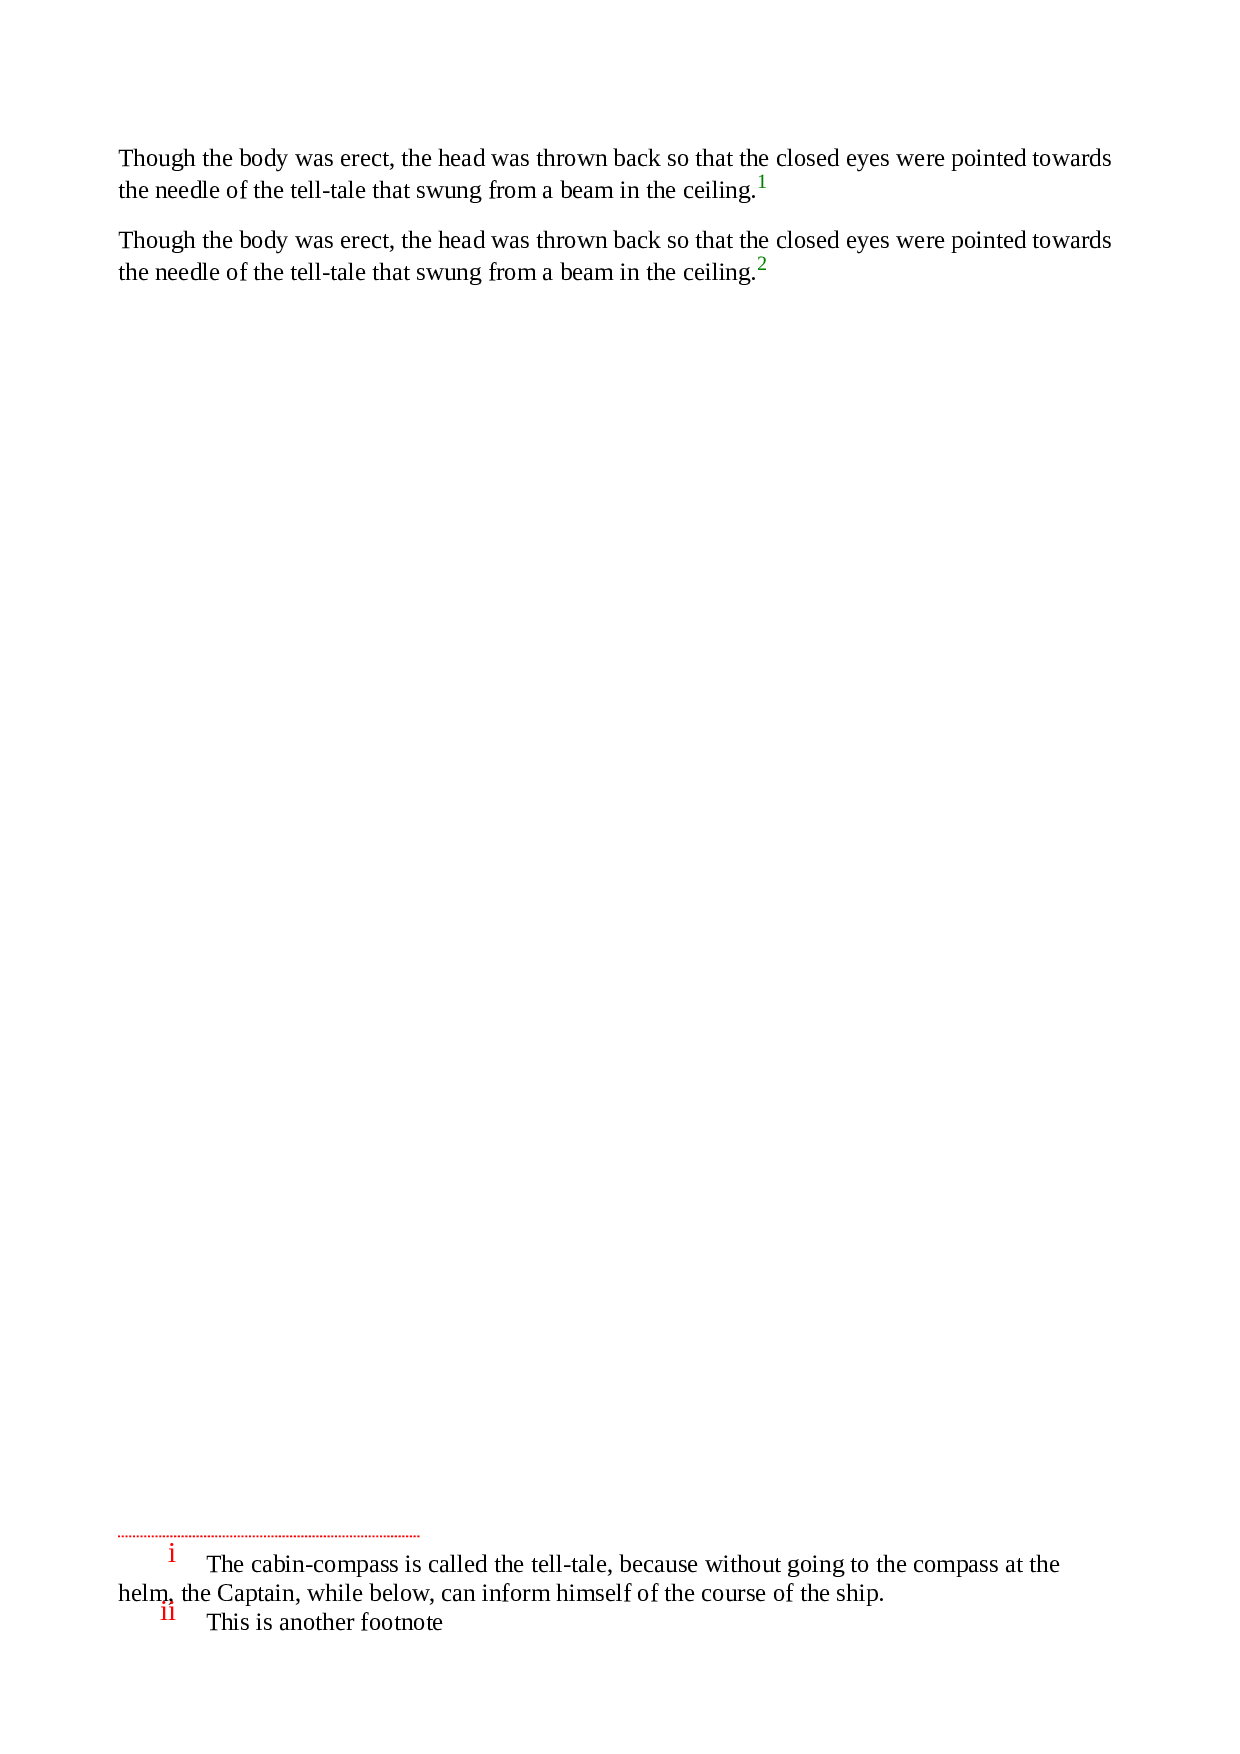 Though the body was erect, the head was thrown back so that the closed eyes were pointed towards
the needle of the tell-tale that swung from a beam in the ceiling.1
Though the body was erect, the head was thrown back so that the closed eyes were pointed towards
the needle of the tell-tale that swung from a beam in the ceiling.2
i The cabin-compass is called the tell-tale, because without going to the compass at the
helm, the Captain, while below, can inform himself of the course of the ship.
ii This is another footnote